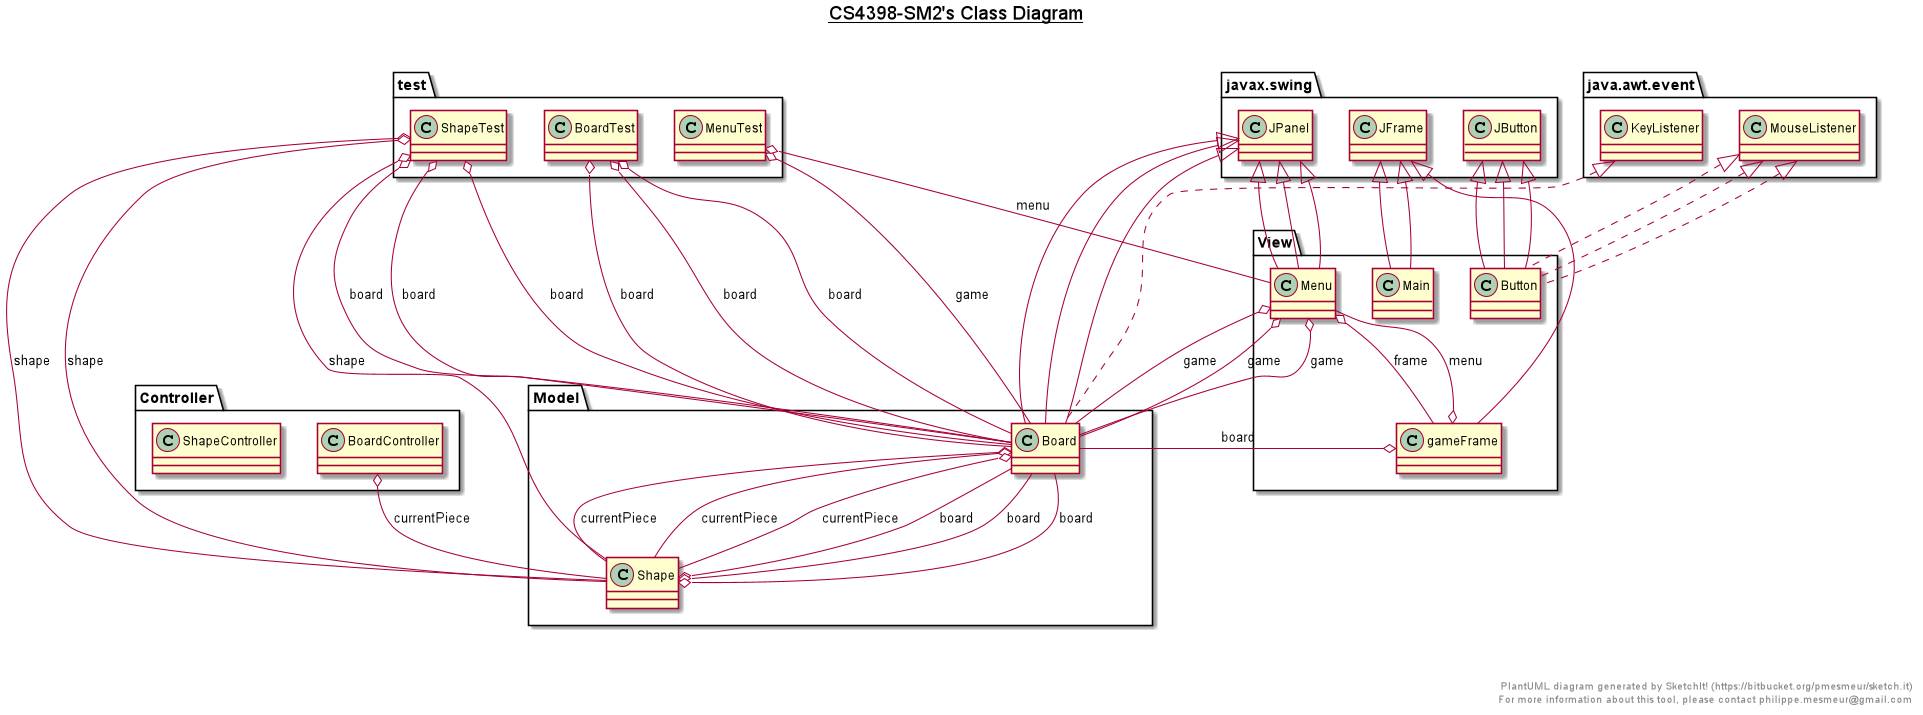 CS4398-SM2's Class Diagram
test
javax.swing
java.awt.event
C ShapeTest
C BoardTest
C MenuTest
C JPanel
C JFrame
C JButton
C KeyListener
C MouseListener
menu
View
C Menu
C Main
C Button
board
board
board
board
board
board
game
shape
shape
shape
game
game
game
frame
menu
Controller
Model
C ShapeController
C BoardController
C Board
board
C gameFrame
currentPiece
currentPiece
currentPiece
currentPiece
board
board
board
C Shape
PlantUML diagram generated by SketchIt! (https://bitbucket.org/pmesmeur/sketch.it)
For more information about this tool, please contact philippe.mesmeur@gmail.com